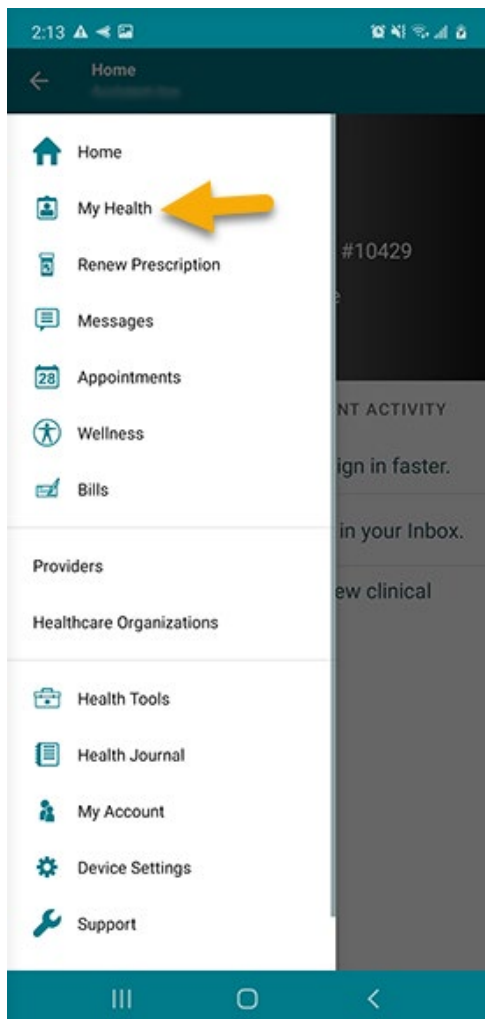 2:13
Home
Home
My Health
#10429
Renew Prescription
Messages
28 Appointments
NT ACTIVITY
Wellness
ign in faster.
Bills
in your Inbox.
Providers
ew clinical
Healthcare Organizations
Health Tools
Health Journal
My Account
Device Settings
Support